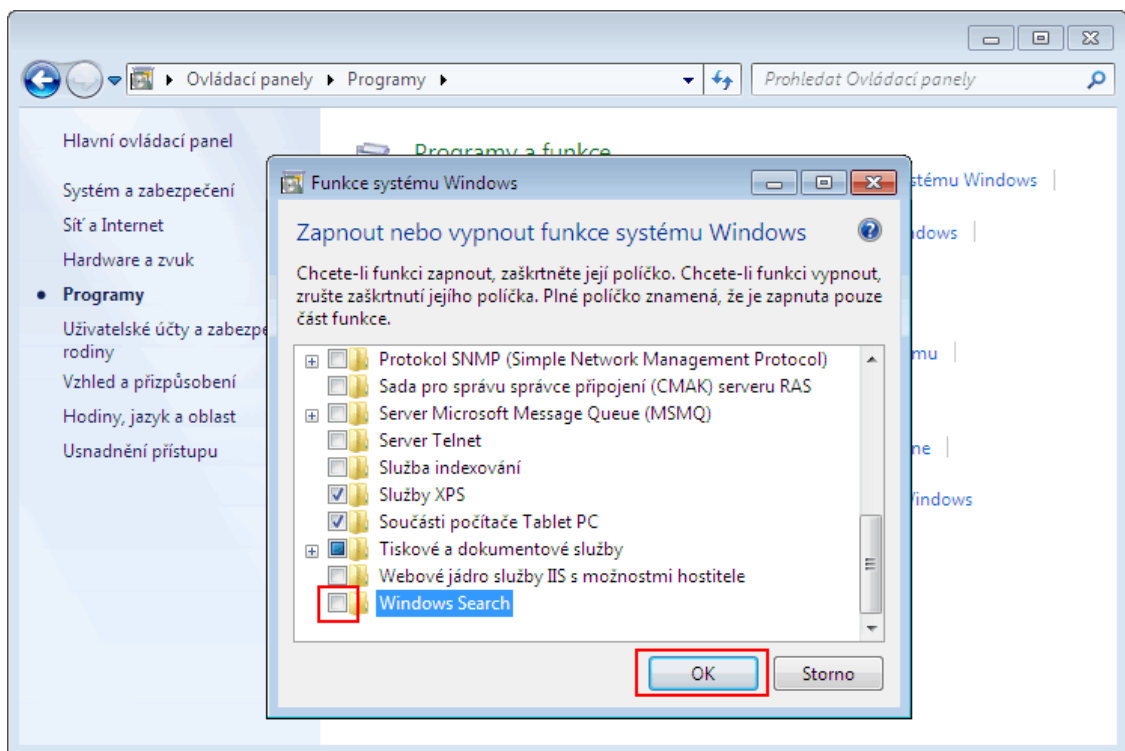 Ovládací panely Programy
Prohledat Ovládací panely
Hlavní ovládací panel
Systém a zabezpečení
Síť a Internet
Hardware a zvuk
Programy
Uživatelské účty a zabezpe
rodiny
Vzhled a přizpůsobení
Hodiny, jazyk a oblast
Usnadnění přístupu
Programy a funkce
stému Windows
dows
mu
ne
Windows
Funkce systému Windows
Zapnout nebo vypnout funkce systému Windows
Chcete-li funkci zapnout, zaškrtněte její políčko. Chcete-li funkci vypnout,
zrušte zaškrtnutí jejího políčka. Plné políčko znamená, že je zapnuta pouze
část funkce.
Protokol SNMP (Simple Network Management Protocol)
Sada pro správu správce připojení (CMAK) serveru RAS
Server Microsoft Message Queue (MSMQ)
Server Telnet
Služba indexování
Služby XPS
Součásti počítače Tablet PC
Tiskové a dokumentové služby
Webové jádro služby IIS s možnostmi hostitele
Windows Search
OK
Storno